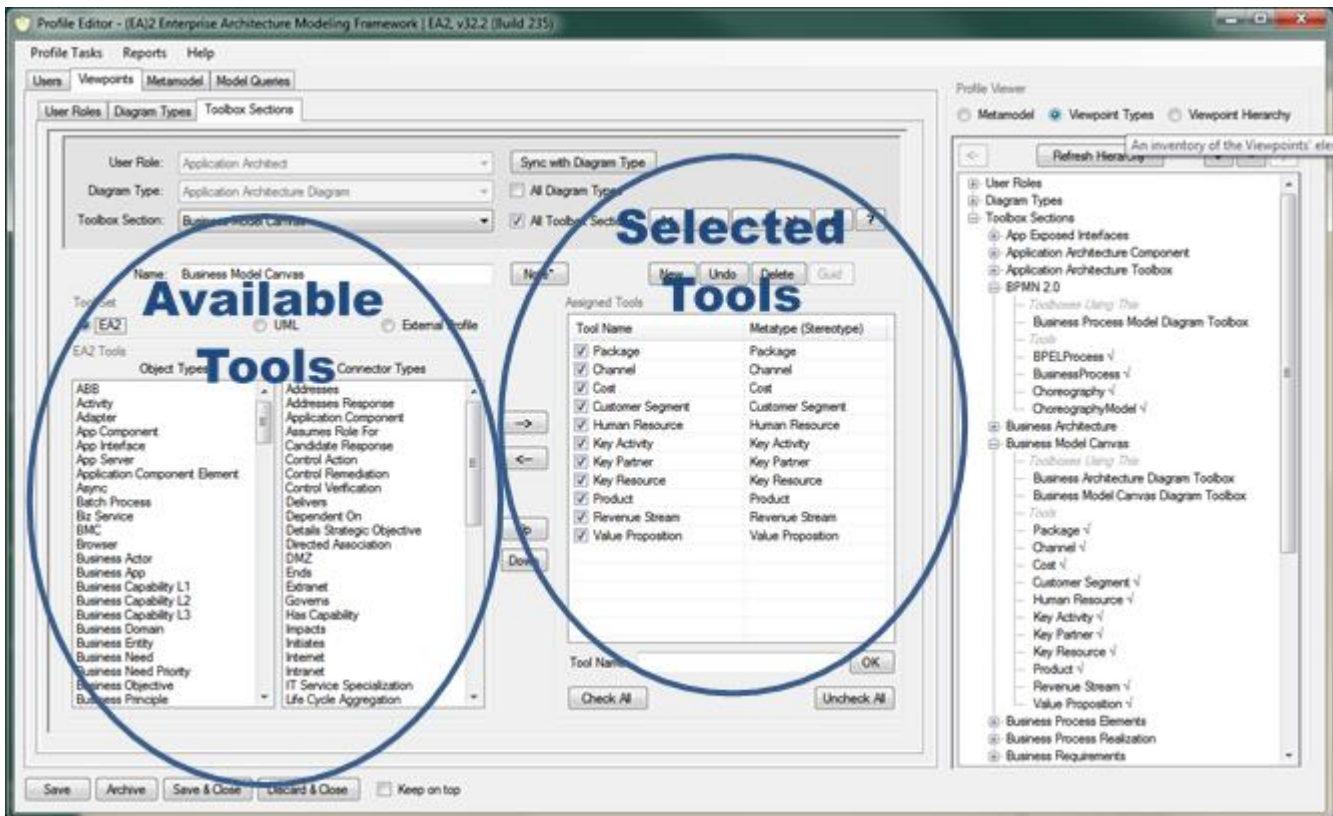 Profile Editor - (EA)2 Enterprise Architecture Modeling Framework | EA2, v32.2 (Build 235)
Profile Tasks Reports Help
Users Viewpoints Metamodel Model Queries
User Roles Diagram Types Toolbox Sections
User Role: Application Architect Sync with Diagram Type
Diagram Type: Application Architecture Diagram All Diagram Types
Toolbox Section: Business Model Canvas All Toolbox Sections ?
Selected
Tools
Name: Business Model Canvas Note* New Undo Delete Guid
Available
Tools
Tool Set
EA2 UML External Profile
EA2 Tools
Object Types Connector Types
ABB
Activity
Adapter
App Component
App Interface
App Server
Application Component Element
Async
Batch Process
Biz Service
BMC
Browser
Business Actor
Business App
Business Capability L1
Business Capability L2
Business Capability L3
Business Domain
Business Entity
Business Need
Business Need Priority
Business Objective
Business Principle
Addresses
Addresses Response
Application Component
Assumes Role For
Candidate Response
Control Action
Control Remediation
Control Verification
Delivers
Dependent On
Details Strategic Objective
Directed Association
DMZ
Ends
Extranet
Governs
Has Capability
Impacts
Initiates
Internet
Intranet
IT Service Specialization
Life Cycle Aggregation
-->
<--
Up
Down
Assigned Tools
Tool Name Metatype (Stereotype)
Package Package
Channel Channel
Cost Cost
Customer Segment Customer Segment
Human Resource Human Resource
Key Activity Key Activity
Key Partner Key Partner
Key Resource Key Resource
Product Product
Revenue Stream Revenue Stream
Value Proposition Value Proposition
Tool Name OK
Check All Uncheck All
Save Archive Save & Close Discard & Close Keep on top
Profile Viewer
Metamodel Viewpoint Types Viewpoint Hierarchy
An inventory of the Viewpoints' ele
<- Refresh Hierarchy
User Roles
Diagram Types
Toolbox Sections
App Exposed Interfaces
Application Architecture Component
Application Architecture Toolbox
BPMN 2.0
Toolboxes Using This
Business Process Model Diagram Toolbox
Tools
BPELProcess √
BusinessProcess √
Choreography √
ChoreographyModel √
Business Architecture
Business Model Canvas
Toolboxes Using This
Business Architecture Diagram Toolbox
Business Model Canvas Diagram Toolbox
Tools
Package √
Channel √
Cost √
Customer Segment √
Human Resource √
Key Activity √
Key Partner √
Key Resource √
Product √
Revenue Stream √
Value Proposition √
Business Process Elements
Business Process Realization
Business Requirements